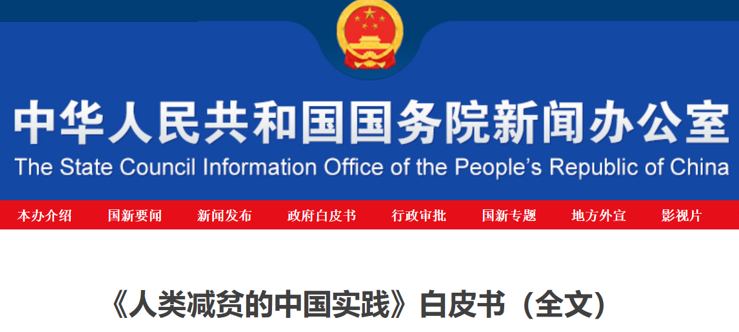 中华人民共和国国务院新闻办公室
The State Council Information Office of the People's Republic of China
本办介绍 国新要闻 新闻发布 政府白皮书 行政审批 国新专题 地方外宣 影视片
《人类减贫的中国实践》白皮书（全文）